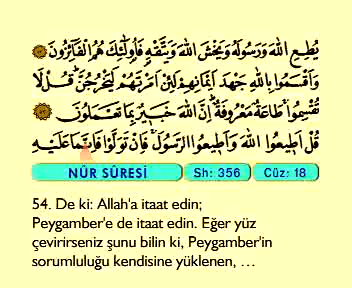 يُطِعِ اللّٰهَ وَرَسُولَهُ وَيَخْشَ اللّٰهَ وَيَتَّقْهِ فَاُو۬لٰٓئِكَ هُمُ الْفَٓائِزُونَ
وَاَقْسَمُوا بِاللّٰهِ جَهْدَ اَيْمَانِهِمْ لَئِنْ اَمَرْتَهُمْ لَيَخْرُجُنَّ قُلْ لَا
تُقْسِمُوا طَاعَةٌ مَعْرُوفَةٌ اِنَّ اللّٰهَ خَبِيرٌ بِمَا تَعْمَلُونَ
قُلْ اَطِيعُوا اللّٰهَ وَاَطِيعُوا الرَّسُولَ فَاِنْ تَوَلَّوْا فَاِنَّمَا عَلَيْهِ
NÛR SÛRESİ Sh: 356 Cüz: 18
54. De ki: Allah'a itaat edin;
Peygamber'e de itaat edin. Eğer yüz
çevirirseniz şunu bilin ki, Peygamber'in
sorumluluğu kendisine yüklenen, …